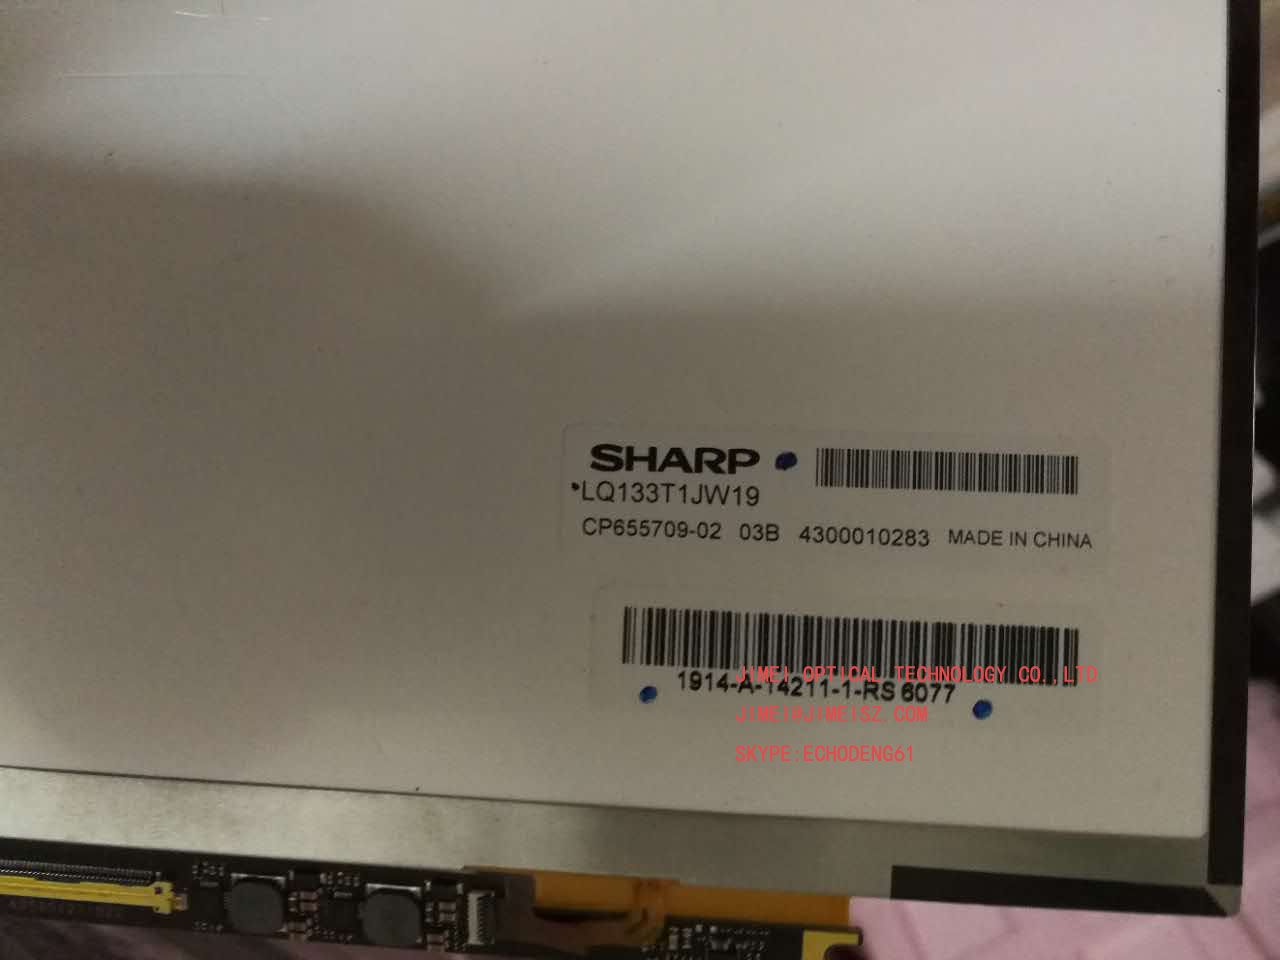 SHARP
LQ133T1JW19
CP655709-02 03B 4300010283 MADE IN CHINA
1914-A-14211-1-RS 6077
JIMEI OPTICAL TECHNOLOGY CO.,LTD
JIMEI@JIMEISZ.COM
SKYPE:ECHODENG61